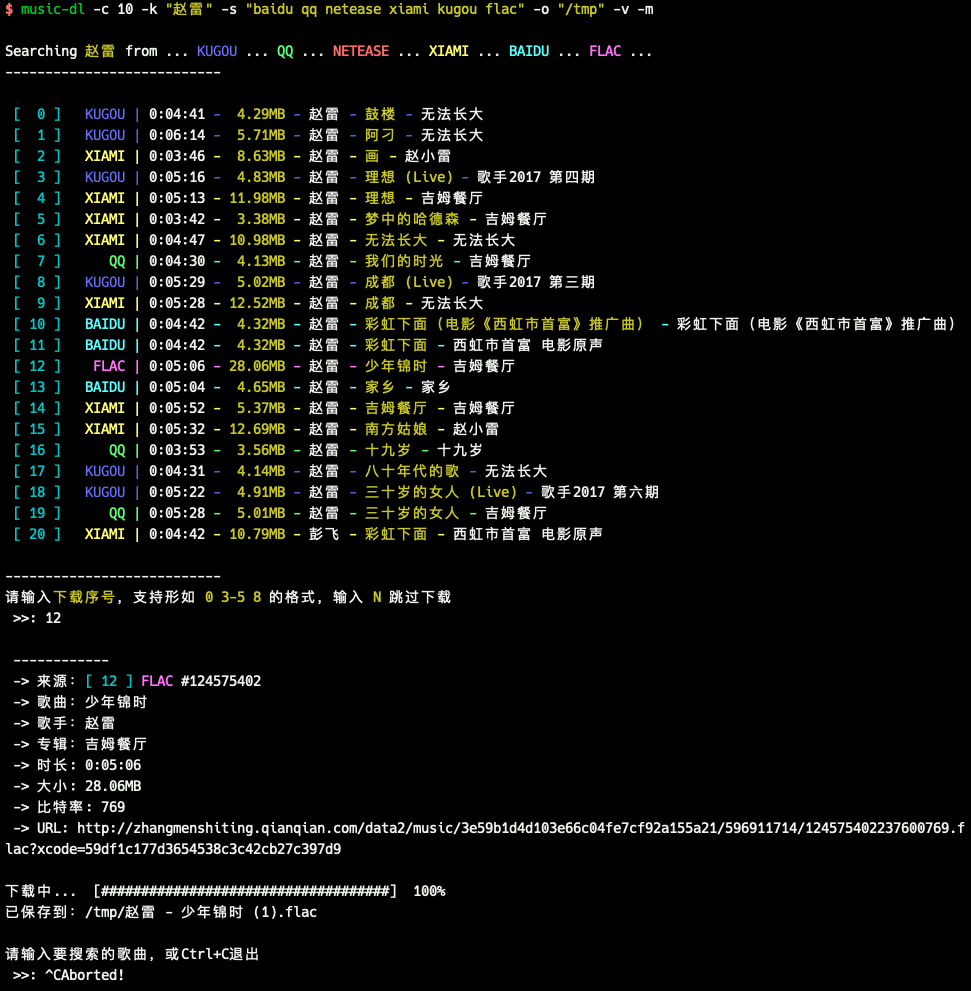 $ music-dl -c 10 -k "赵雷" -s "baidu qq netease xiami kugou flac" -o "/tmp" -v -m
Searching 赵雷 from ... KUGOU ... QQ ... NETEASE ... XIAMI ... BAIDU ... FLAC ...
---------------------------
[  0 ]   KUGOU | 0:04:41 -  4.29MB - 赵雷 - 鼓楼 - 无法长大
[  1 ]   KUGOU | 0:06:14 -  5.71MB - 赵雷 - 阿刁 - 无法长大
[  2 ]   XIAMI | 0:03:46 -  8.63MB - 赵雷 - 画 - 赵小雷
[  3 ]   KUGOU | 0:05:16 -  4.83MB - 赵雷 - 理想 (Live) - 歌手2017 第四期
[  4 ]   XIAMI | 0:05:13 - 11.98MB - 赵雷 - 理想 - 吉姆餐厅
[  5 ]   XIAMI | 0:03:42 -  3.38MB - 赵雷 - 梦中的哈德森 - 吉姆餐厅
[  6 ]   XIAMI | 0:04:47 - 10.98MB - 赵雷 - 无法长大 - 无法长大
[  7 ]      QQ | 0:04:30 -  4.13MB - 赵雷 - 我们的时光 - 吉姆餐厅
[  8 ]   KUGOU | 0:05:29 -  5.02MB - 赵雷 - 成都 (Live) - 歌手2017 第三期
[  9 ]   XIAMI | 0:05:28 - 12.52MB - 赵雷 - 成都 - 无法长大
[ 10 ]   BAIDU | 0:04:42 -  4.32MB - 赵雷 - 彩虹下面（电影《西虹市首富》推广曲） - 彩虹下面（电影《西虹市首富》推广曲）
[ 11 ]   BAIDU | 0:04:42 -  4.32MB - 赵雷 - 彩虹下面 - 西虹市首富 电影原声
[ 12 ]    FLAC | 0:05:06 - 28.06MB - 赵雷 - 少年锦时 - 吉姆餐厅
[ 13 ]   BAIDU | 0:05:04 -  4.65MB - 赵雷 - 家乡 - 家乡
[ 14 ]   XIAMI | 0:05:52 -  5.37MB - 赵雷 - 吉姆餐厅 - 吉姆餐厅
[ 15 ]   XIAMI | 0:05:32 - 12.69MB - 赵雷 - 南方姑娘 - 赵小雷
[ 16 ]      QQ | 0:03:53 -  3.56MB - 赵雷 - 十九岁 - 十九岁
[ 17 ]   KUGOU | 0:04:31 -  4.14MB - 赵雷 - 八十年代的歌 - 无法长大
[ 18 ]   KUGOU | 0:05:22 -  4.91MB - 赵雷 - 三十岁的女人 (Live) - 歌手2017 第六期
[ 19 ]      QQ | 0:05:28 -  5.01MB - 赵雷 - 三十岁的女人 - 吉姆餐厅
[ 20 ]   XIAMI | 0:04:42 - 10.79MB - 彭飞 - 彩虹下面 - 西虹市首富 电影原声
---------------------------
请输入下载序号，支持形如 0 3-5 8 的格式，输入 N 跳过下载
>>: 12
------------
-> 来源: [ 12 ] FLAC #124575402
-> 歌曲: 少年锦时
-> 歌手: 赵雷
-> 专辑: 吉姆餐厅
-> 时长: 0:05:06
-> 大小: 28.06MB
-> 比特率: 769
-> URL: http://zhangmenshiting.qianqian.com/data2/music/3e59b1d4d103e66c04fe7cf92a155a21/596911714/124575402237600769.f
lac?xcode=59df1c177d3654538c3c42cb27c397d9
下载中...  [####################################]  100%
已保存到: /tmp/赵雷 - 少年锦时 (1).flac
请输入要搜索的歌曲，或Ctrl+C退出
>>: ^CAborted!